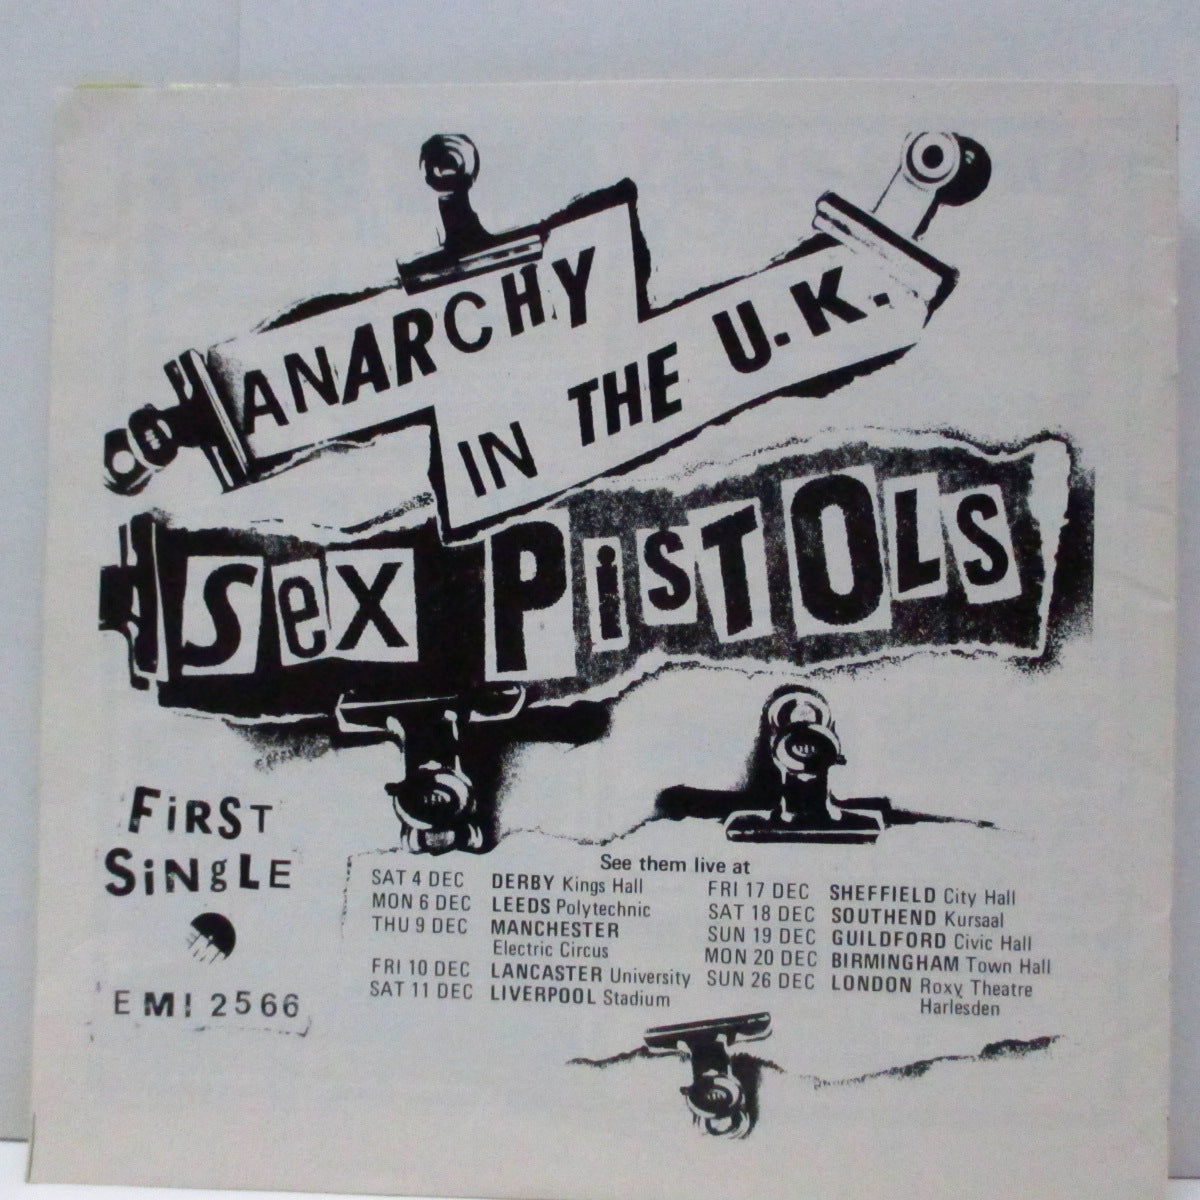 ANARCHY
IN THE U.K.
SeX PiSTOLS
FiRST
SiNgLE
EMI 2566
See them live at
SAT 4 DEC DERBY Kings Hall
MON 6 DEC LEEDS Polytechnic
THU 9 DEC MANCHESTER
Electric Circus
FRI 10 DEC LANCASTER University
SAT 11 DEC LIVERPOOL Stadium
FRI 17 DEC SHEFFIELD City Hall
SAT 18 DEC SOUTHEND Kursaal
SUN 19 DEC GUILDFORD Civic Hall
MON 20 DEC BIRMINGHAM Town Hall
SUN 26 DEC LONDON Roxy Theatre
Harlesden